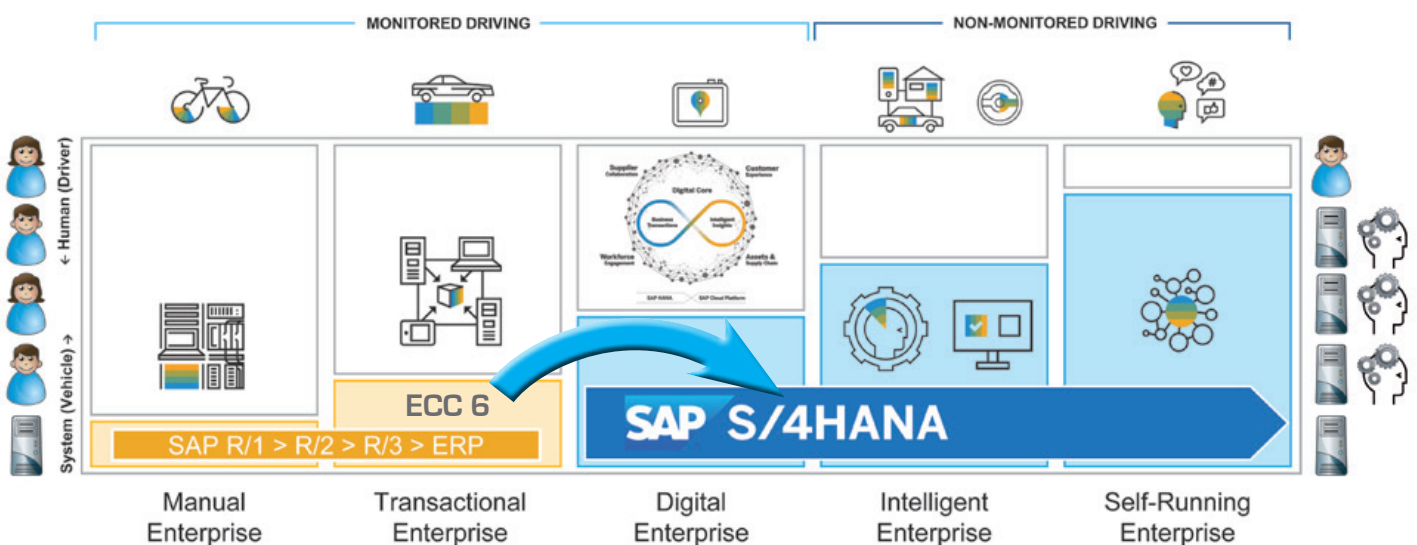 MONITORED DRIVING
NON-MONITORED DRIVING
#
← Human (Driver)
System (Vehicle) →
Supplier
Collaboration
Customer
Experience
Digital Core
Business
Transactions
Intelligent
Insights
Workforce
Engagement
Assets &
Supply Chain
SAP HANA
SAP Cloud Platform
ECC 6
SAP R/1 > R/2 > R/3 > ERP
SAP S/4HANA
Manual
Enterprise
Transactional
Enterprise
Digital
Enterprise
Intelligent
Enterprise
Self-Running
Enterprise